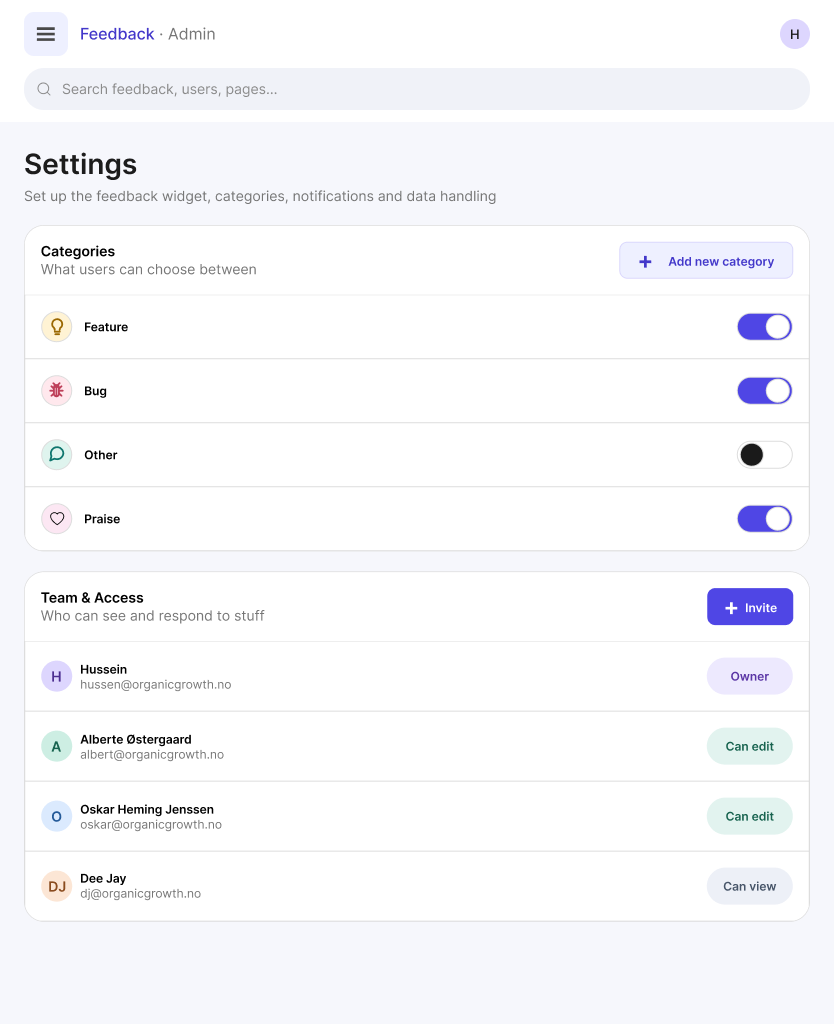 Feedback · Admin
H
Search feedback, users, pages...
Settings
Set up the feedback widget, categories, notifications and data handling
Categories
What users can choose between
Add new category
Feature
Bug
Other
Praise
Team & Access
Who can see and respond to stuff
Invite
H
Hussein
hussen@organicgrowth.no
Owner
A
Alberte Østergaard
albert@organicgrowth.no
Can edit
O
Oskar Heming Jenssen
oskar@organicgrowth.no
Can edit
DJ
Dee Jay
dj@organicgrowth.no
Can view